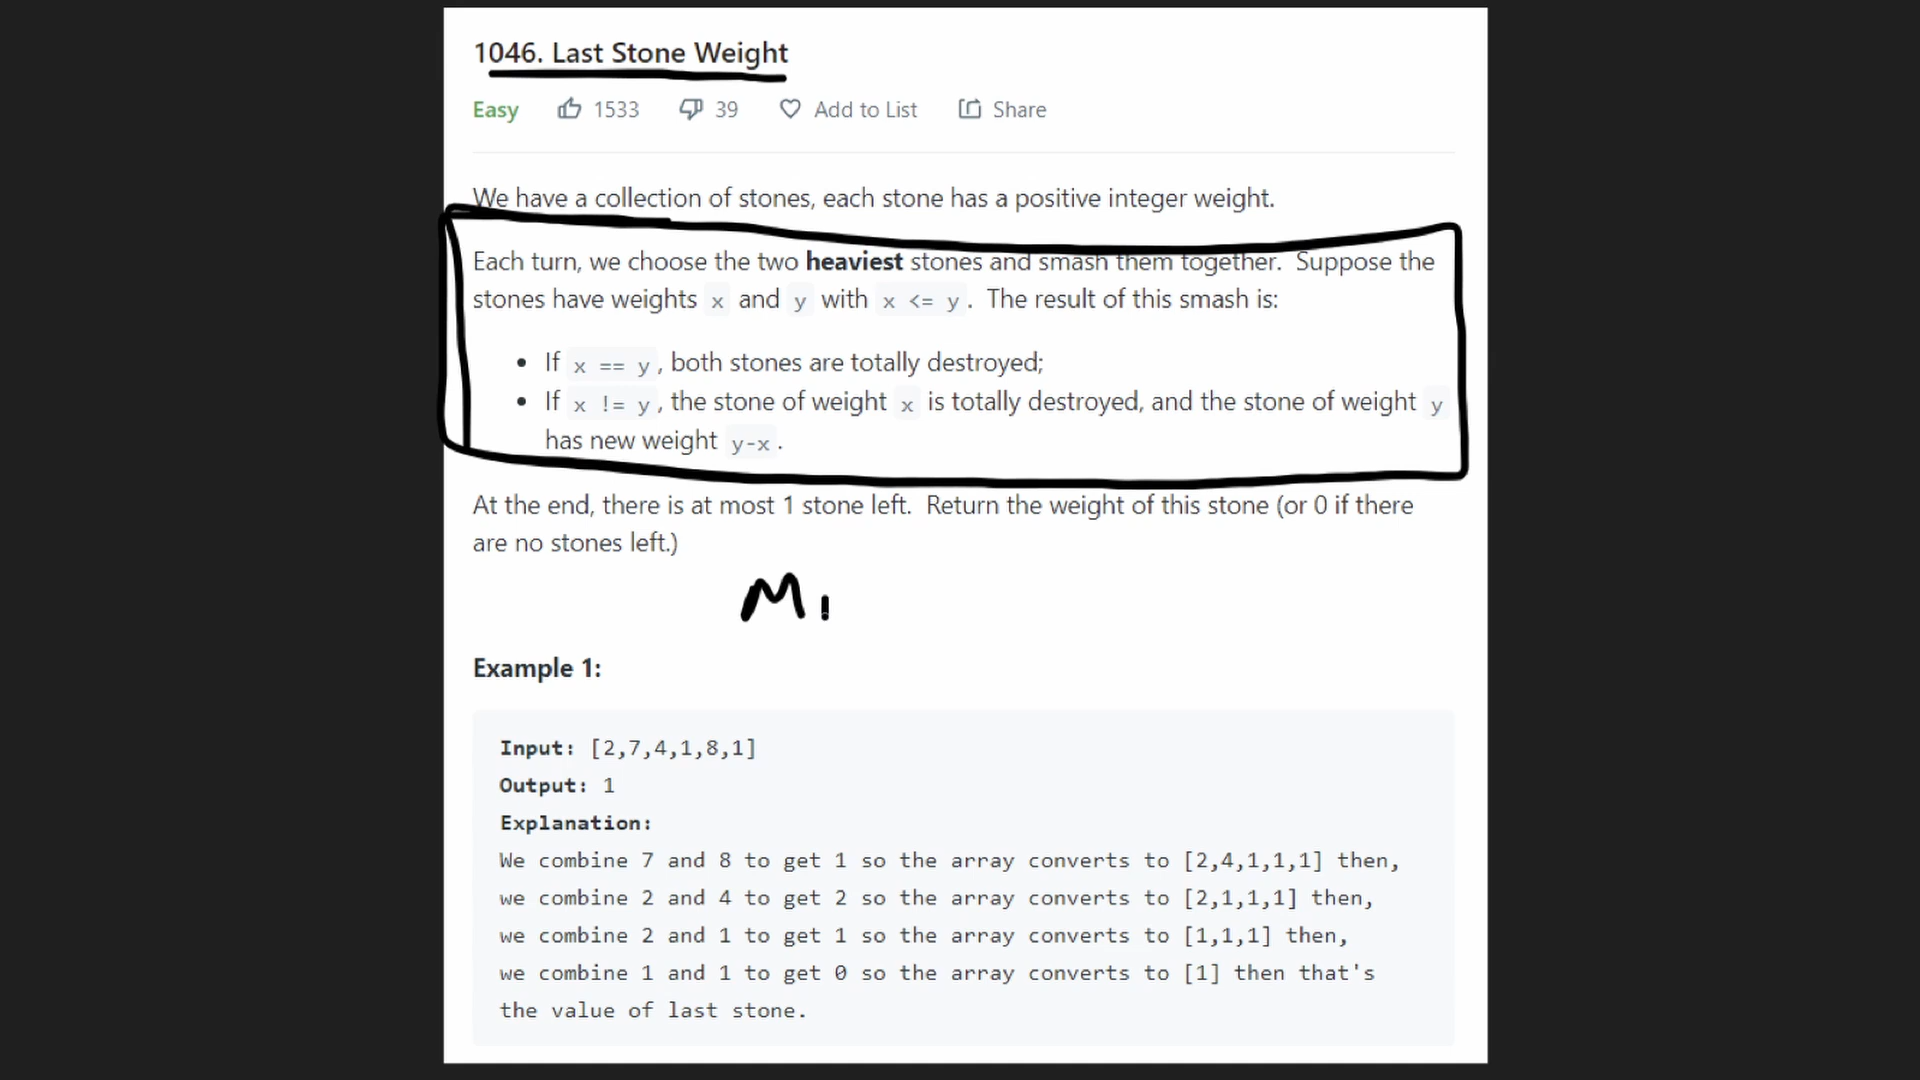 1046. Last Stone Weight
Easy 1533 39 Add to List Share
We have a collection of stones, each stone has a positive integer weight.
Each turn, we choose the two heaviest stones and smash them together. Suppose the
stones have weights x and y with x <= y. The result of this smash is:
• If x == y, both stones are totally destroyed;
• If x != y, the stone of weight x is totally destroyed, and the stone of weight y
has new weight y-x.
At the end, there is at most 1 stone left. Return the weight of this stone (or 0 if there
are no stones left.)
M
Example 1:
Input: [2,7,4,1,8,1]
Output: 1
Explanation:
We combine 7 and 8 to get 1 so the array converts to [2,4,1,1,1] then,
we combine 2 and 4 to get 2 so the array converts to [2,1,1,1] then,
we combine 2 and 1 to get 1 so the array converts to [1,1,1] then,
we combine 1 and 1 to get 0 so the array converts to [1] then that's
the value of last stone.